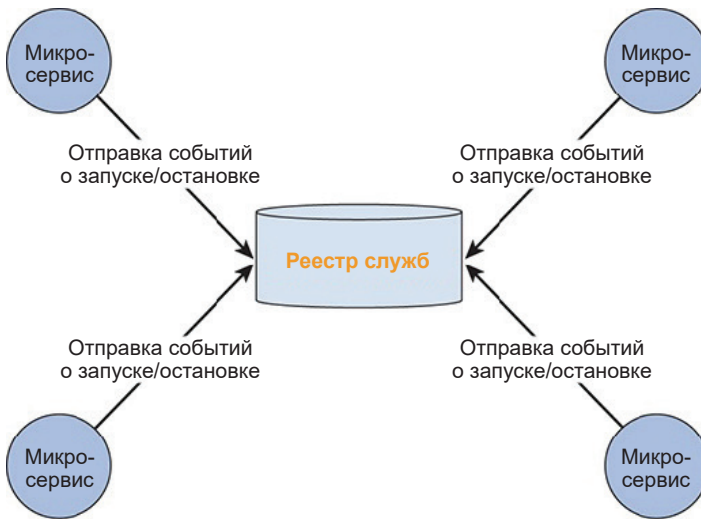 Микро-
сервис
Микро-
сервис
Отправка событий
о запуске/остановке
Отправка событий
о запуске/остановке
Реестр служб
Отправка событий
о запуске/остановке
Отправка событий
о запуске/остановке
Микро-
сервис
Микро-
сервис